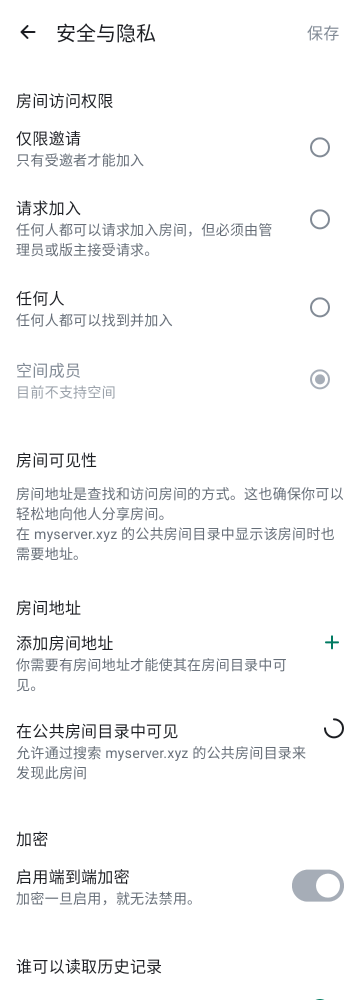 安全与隐私
保存
房间访问权限
仅限邀请
只有受邀者才能加入
请求加入
任何人都可以请求加入房间，但必须由管
理员或版主接受请求。
任何人
任何人都可以找到并加入
空间成员
目前不支持空间
房间可见性
房间地址是查找和访问房间的方式。这也确保你可以
轻松地向他人分享房间。
在 myserver.xyz 的公共房间目录中显示该房间时也
需要地址。
房间地址
添加房间地址
你需要有房间地址才能使其在房间目录中可
见。
在公共房间目录中可见
允许通过搜索 myserver.xyz 的公共房间目录来
发现此房间
加密
启用端到端加密
加密一旦启用，就无法禁用。
谁可以读取历史记录